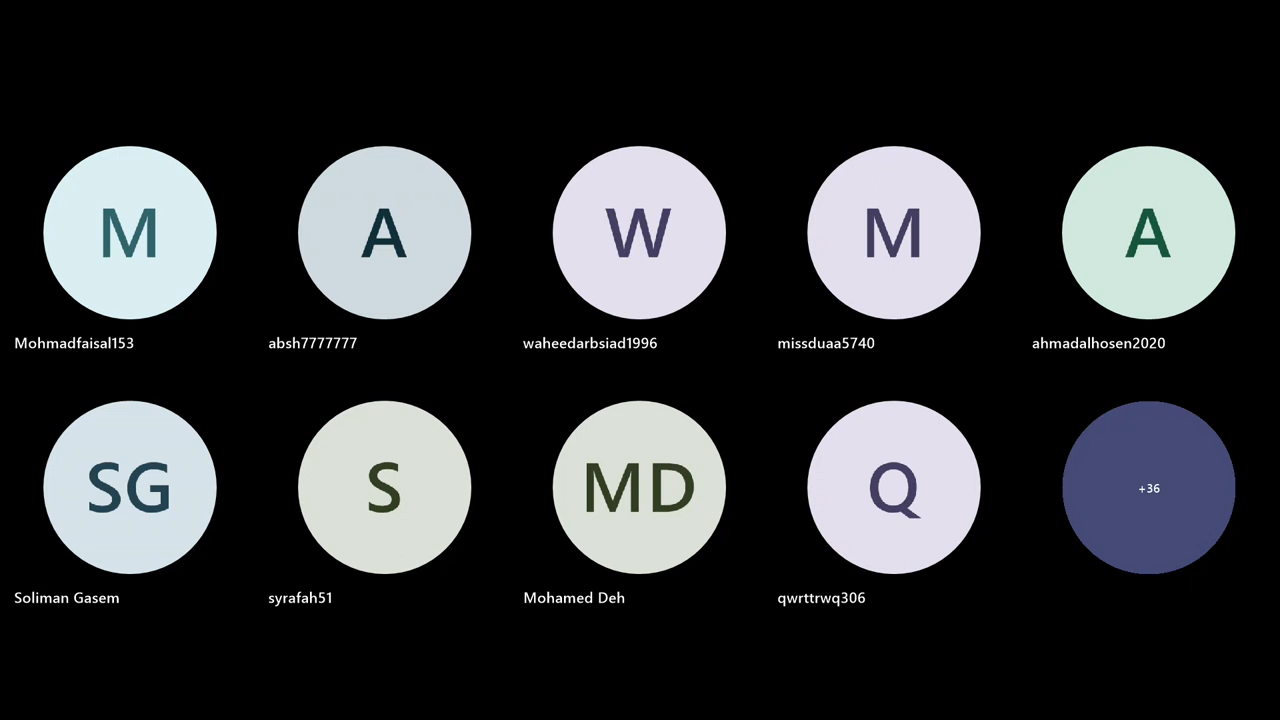 M A W M A
Mohmadfaisal153 absh7777777 waheedarbsiad1996 missduaa5740 ahmadalhosen2020
SG S MD Q +36
Soliman Gasem syrafah51 Mohamed Deh qwrttrwq306